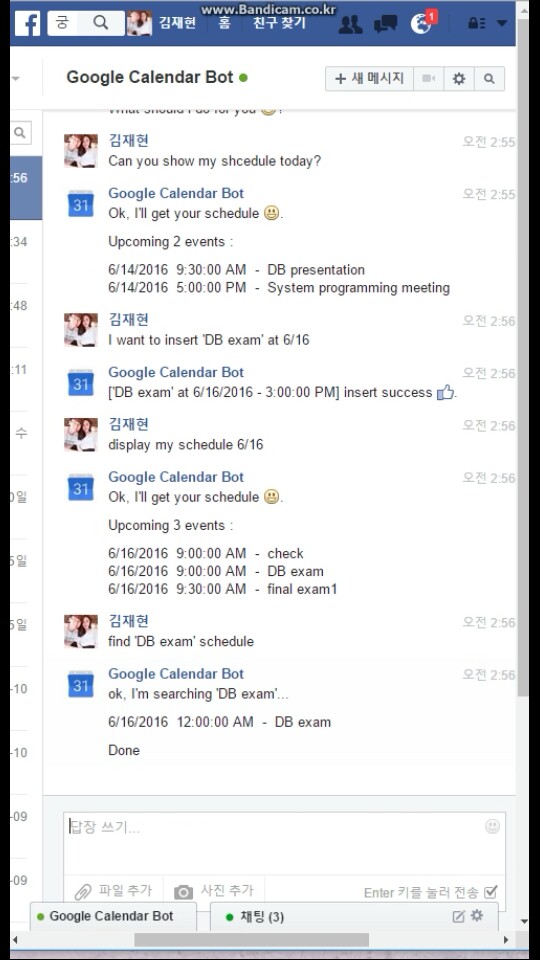 www.Bandicam.co.kr
궁
김재현
홈
친구 찾기
1
Google Calendar Bot
+ 새 메시지
What should I do for you 😃?
김재현
오전 2:55
Can you show my shcedule today?
Google Calendar Bot
오전 2:55
Ok, I'll get your schedule 😃.
Upcoming 2 events :
6/14/2016 9:30:00 AM - DB presentation
6/14/2016 5:00:00 PM - System programming meeting
김재현
오전 2:56
I want to insert 'DB exam' at 6/16
Google Calendar Bot
오전 2:56
['DB exam' at 6/16/2016 - 3:00:00 PM] insert success 👍.
김재현
오전 2:56
display my schedule 6/16
Google Calendar Bot
오전 2:56
Ok, I'll get your schedule 😃.
Upcoming 3 events :
6/16/2016 9:00:00 AM - check
6/16/2016 9:00:00 AM - DB exam
6/16/2016 9:30:00 AM - final exam1
김재현
오전 2:56
find 'DB exam' schedule
Google Calendar Bot
오전 2:56
ok, I'm searching 'DB exam'...
6/16/2016 12:00:00 AM - DB exam
Done
:56
:34
:48
:11
수
일
일
일
-10
-10
-09
-09
31
31
31
31
답장 쓰기...
파일 추가
사진 추가
Enter 키를 눌러 전송
Google Calendar Bot
채팅 (3)